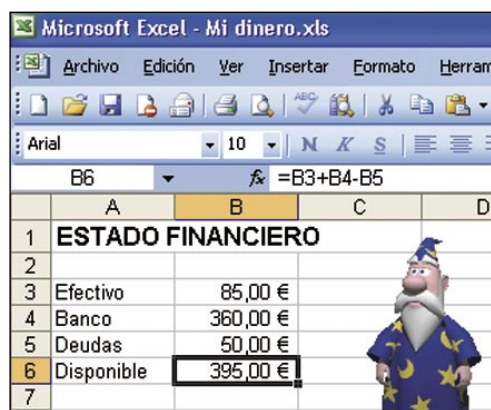 Microsoft Excel - Mi dinero.xls
Archivo Edición Ver Insertar Formato
Arial 10 N K S
B6 fx =B3+B4-B5
A B C D
1 ESTADO FINANCIERO
2
3 Efectivo 85,00 €
4 Banco 360,00 €
5 Deudas 50,00 €
6 Disponible 395,00 €
7